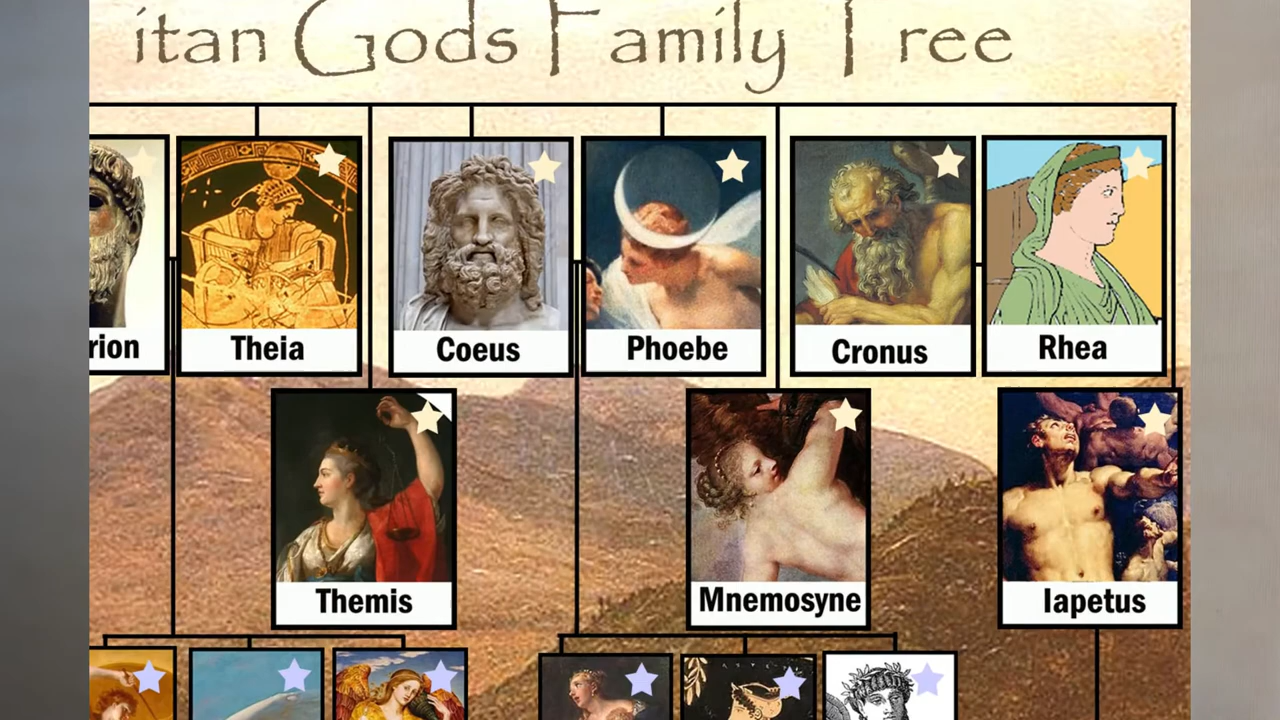 itan Gods Family Tree
rion
Theia
Coeus
Phoebe
Cronus
Rhea
Themis
Mnemosyne
Iapetus